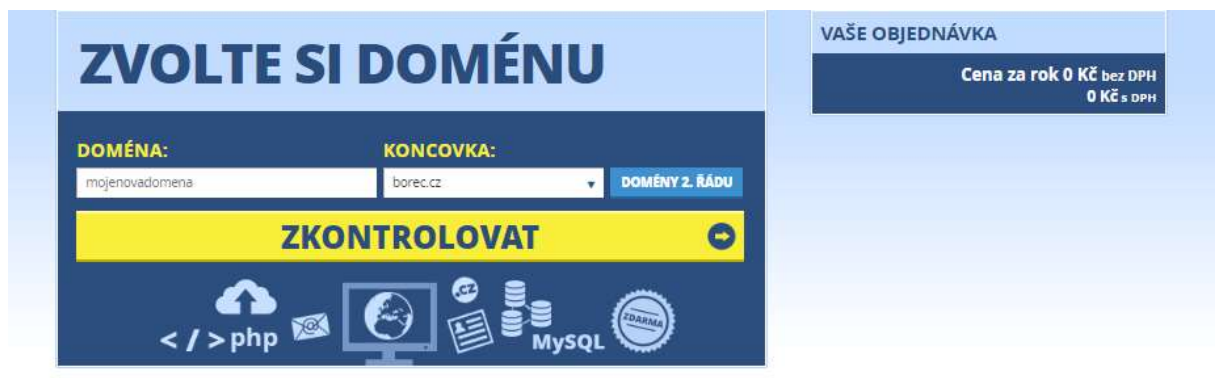 ZVOLTE SI DOMÉNU
DOMÉNA:
KONCOVKA:
mojenovadomena
borec.cz
DOMÉNY 2. ŘÁDU
ZKONTROLOVAT
</> php
@
.CZ
MySQL
ZDARMA
VAŠE OBJEDNÁVKA
Cena za rok 0 Kč bez DPH
0 Kč s DPH